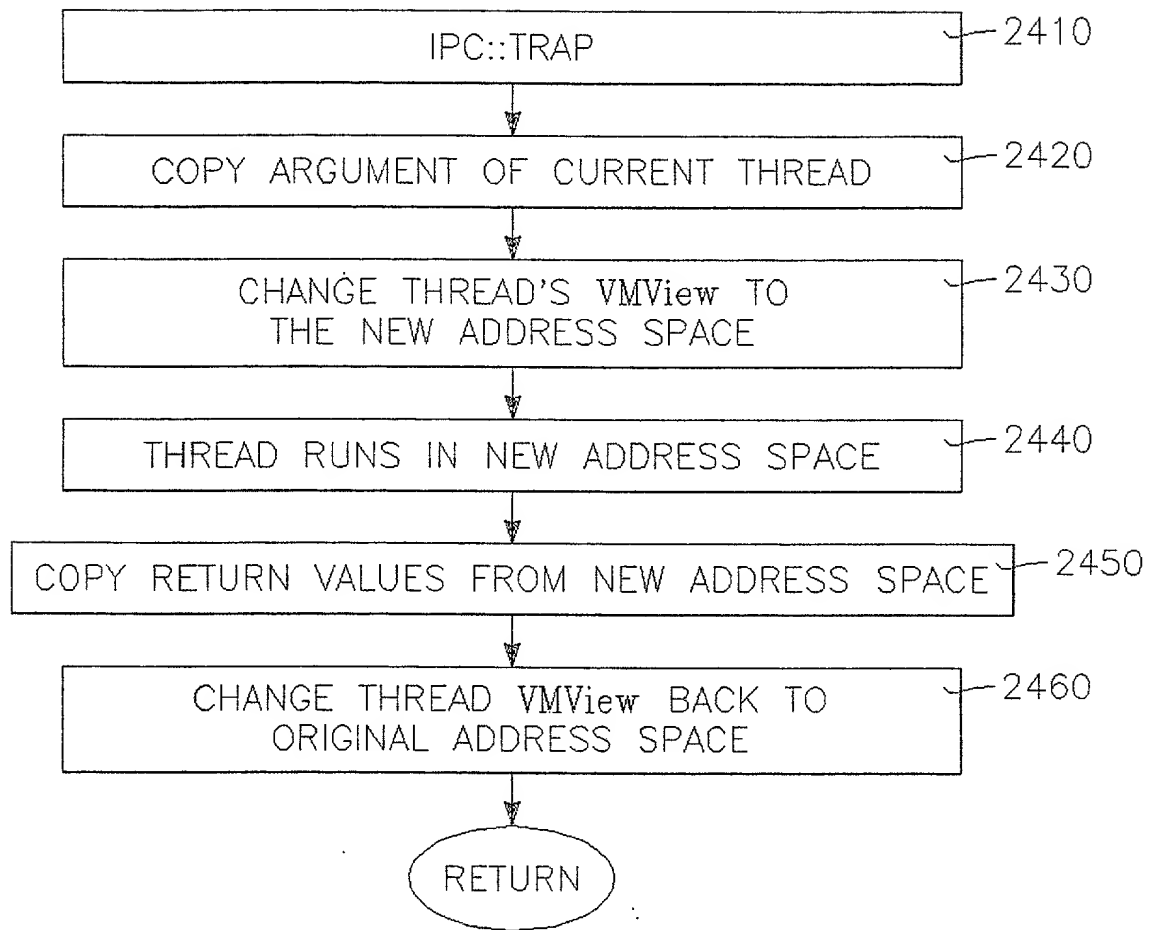 IPC::TRAP
2410
COPY ARGUMENT OF CURRENT THREAD
2420
CHANGE THREAD'S VMView TO
THE NEW ADDRESS SPACE
2430
THREAD RUNS IN NEW ADDRESS SPACE
2440
COPY RETURN VALUES FROM NEW ADDRESS SPACE
2450
CHANGE THREAD VMView BACK TO
ORIGINAL ADDRESS SPACE
2460
RETURN